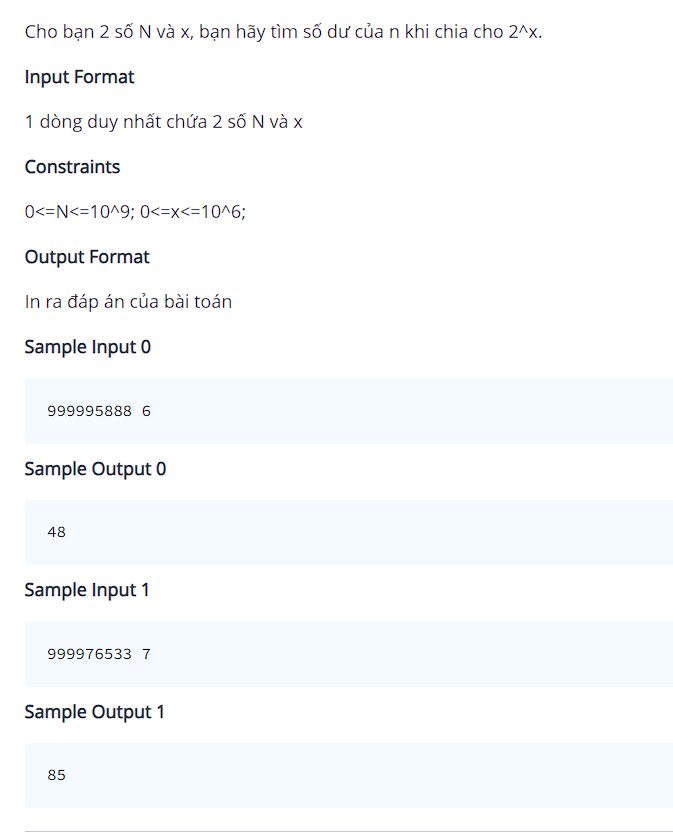 Cho bạn 2 số N và x, bạn hãy tìm số dư của n khi chia cho 2^x.
Input Format
1 dòng duy nhất chứa 2 số N và x
Constraints
0<=N<=10^9; 0<=x<=10^6;
Output Format
In ra đáp án của bài toán
Sample Input 0
999995888 6
Sample Output 0
48
Sample Input 1
999976533 7
Sample Output 1
85